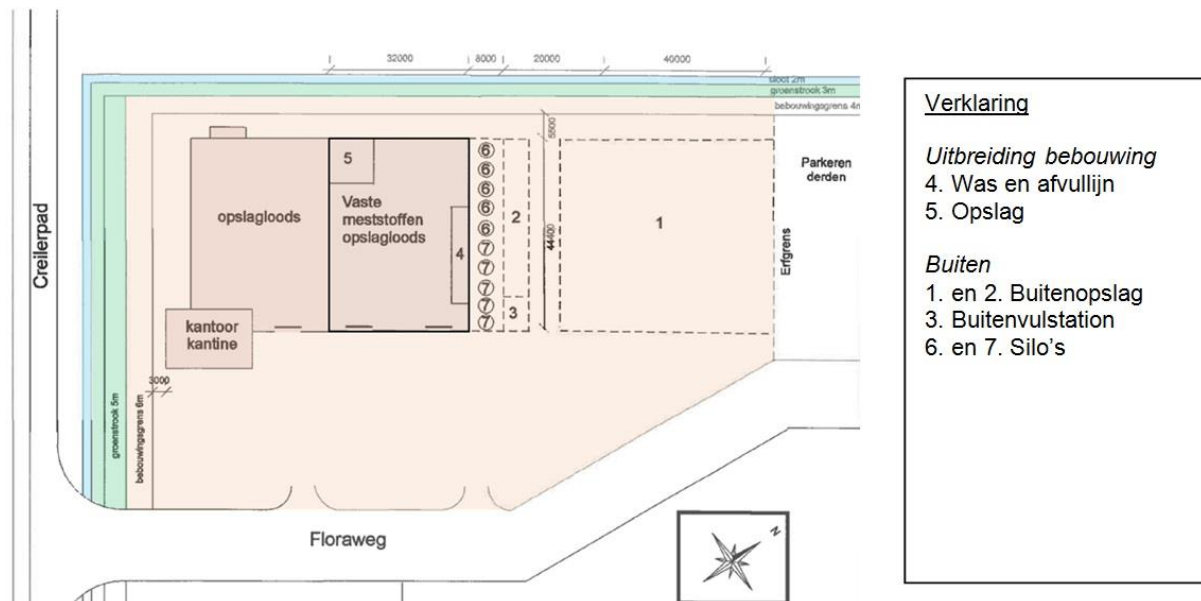 32000
8000
20000
40000
sloot 2m
groenstrook 3m
bebouwingsgrens 4m
5500
5
6
6
6
6
6
7
7
7
7
7
2
3
4
1
44400
opslagloods
Vaste
meststoffen
opslagloods
kantoor
kantine
3000
Parkeren
derden
Erfgrens
Creilerpad
groenstrook 5m
bebouwingsgrens 6m
Floraweg
N
Verklaring
Uitbreiding bebouwing
4. Was en afvullijn
5. Opslag
Buiten
1. en 2. Buitenopslag
3. Buitenvulstation
6. en 7. Silo's